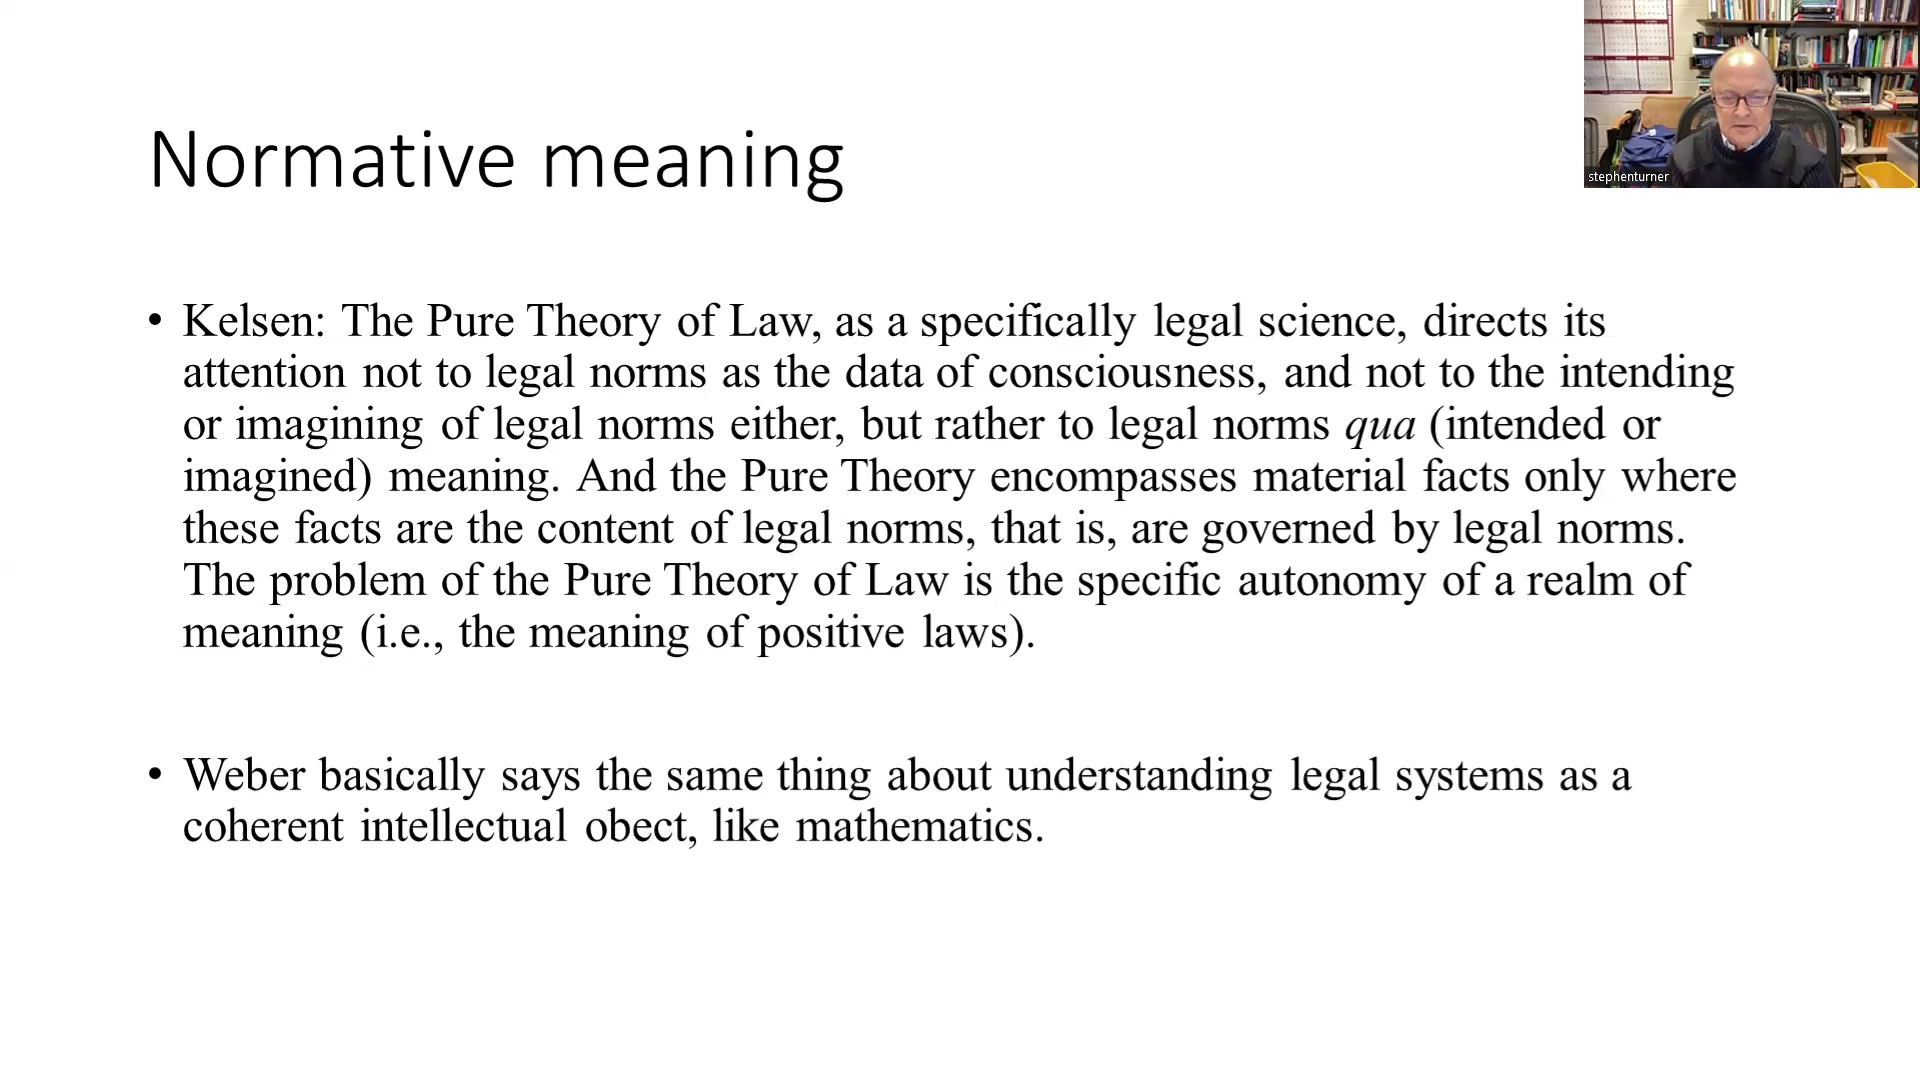 Normative meaning
stephenturner
• Kelsen: The Pure Theory of Law, as a specifically legal science, directs its
attention not to legal norms as the data of consciousness, and not to the intending
or imagining of legal norms either, but rather to legal norms qua (intended or
imagined) meaning. And the Pure Theory encompasses material facts only where
these facts are the content of legal norms, that is, are governed by legal norms.
The problem of the Pure Theory of Law is the specific autonomy of a realm of
meaning (i.e., the meaning of positive laws).
• Weber basically says the same thing about understanding legal systems as a
coherent intellectual obect, like mathematics.